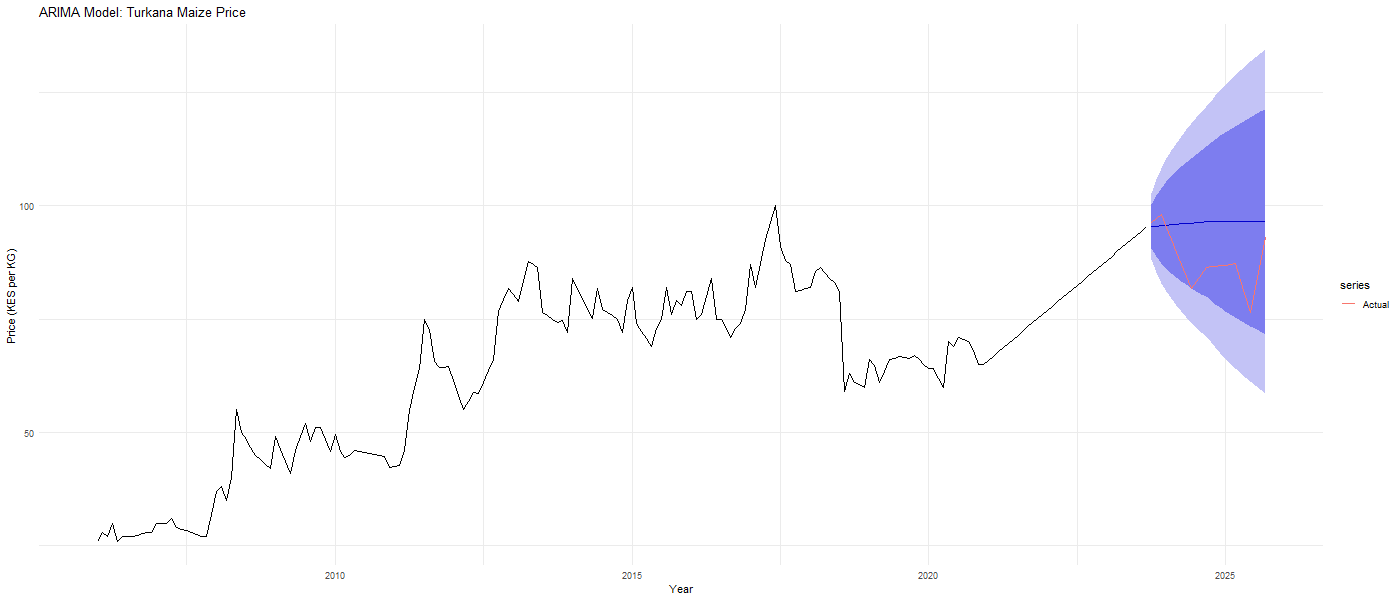 ARIMA Model: Turkana Maize Price
Price (KES per KG)
100
50
2010
2015
2020
2025
Year
series
Actual